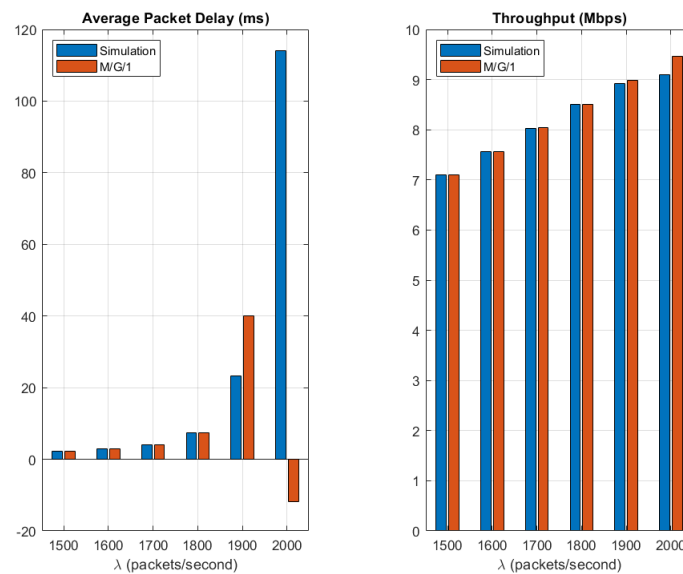 Average Packet Delay (ms)
Simulation
M/G/1
120
100
80
60
40
20
0
-20
1500 1600 1700 1800 1900 2000
λ (packets/second)
Throughput (Mbps)
Simulation
M/G/1
10
9
8
7
6
5
4
3
2
1
0
1500 1600 1700 1800 1900 2000
λ (packets/second)